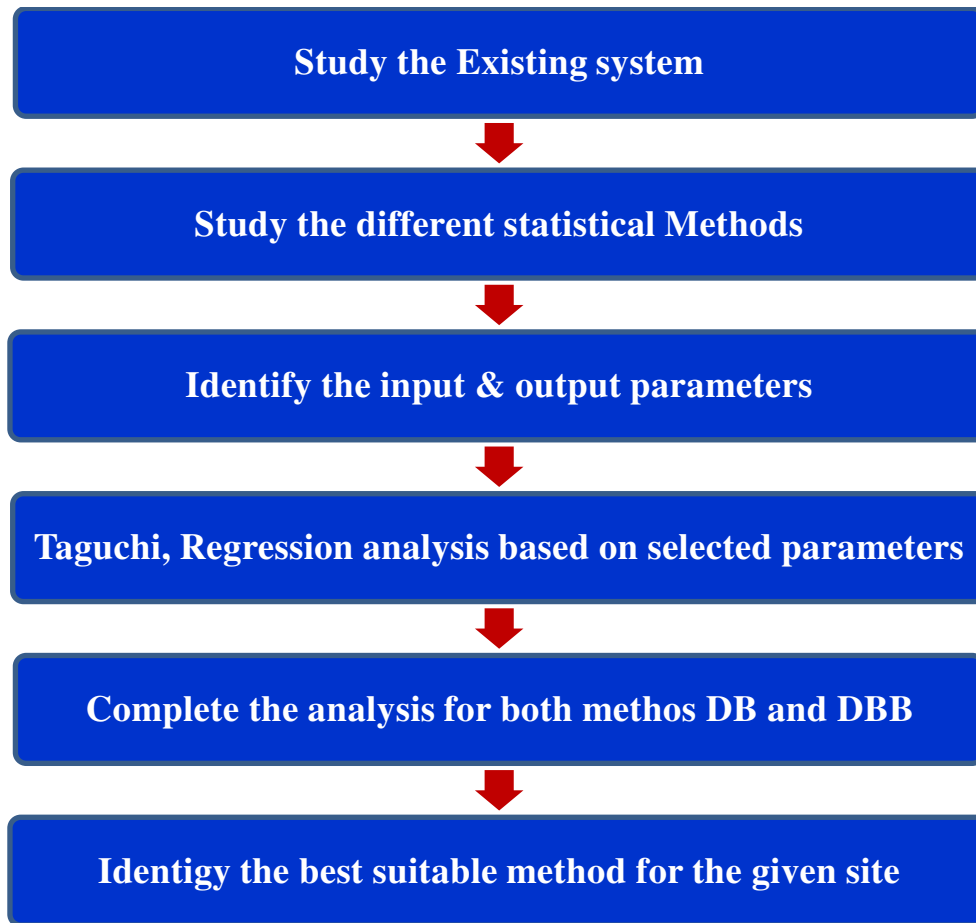 Study the Existing system
Study the different statistical Methods
Identify the input & output parameters
Taguchi, Regression analysis based on selected parameters
Complete the analysis for both methos DB and DBB
Identigy the best suitable method for the given site